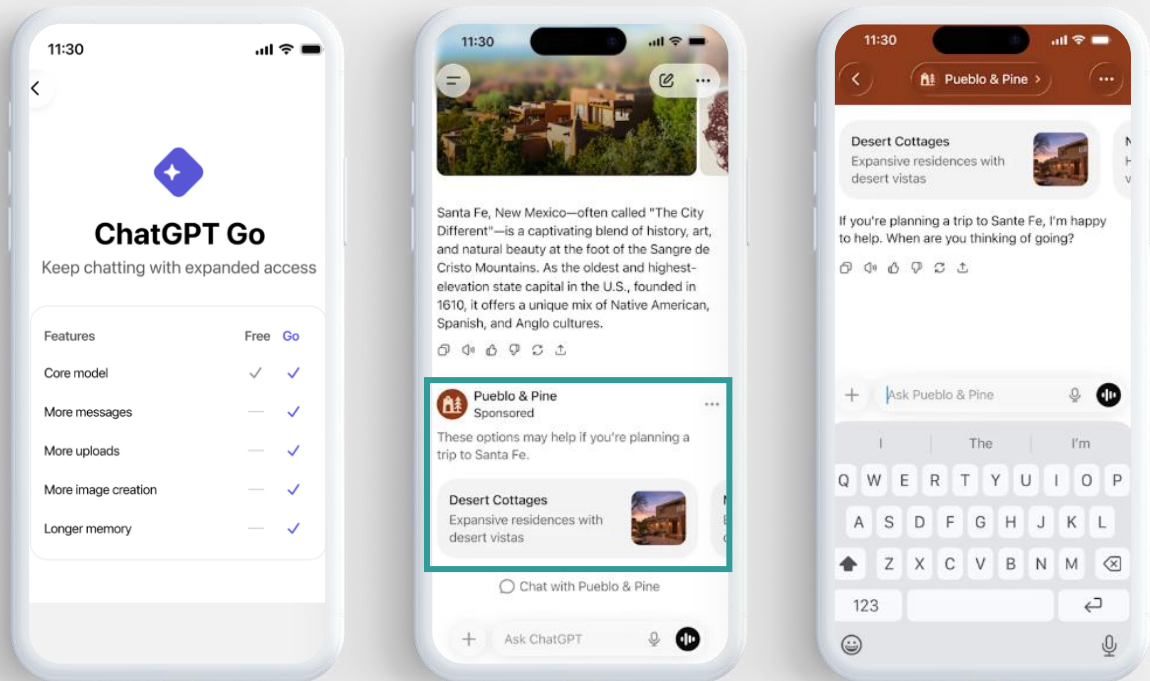 11:30
ChatGPT Go
Keep chatting with expanded access
Features Free Go
Core model
More messages
More uploads
More image creation
Longer memory
11:30
Santa Fe, New Mexico—often called "The City
Different"—is a captivating blend of history, art,
and natural beauty at the foot of the Sangre de
Cristo Mountains. As the oldest and highest-
elevation state capital in the U.S., founded in
1610, it offers a unique mix of Native American,
Spanish, and Anglo cultures.
Pueblo & Pine
Sponsored
These options may help if you're planning a
trip to Santa Fe.
Desert Cottages
Expansive residences with
desert vistas
Chat with Pueblo & Pine
Ask ChatGPT
11:30
Pueblo & Pine
Desert Cottages
Expansive residences with
desert vistas
If you're planning a trip to Sante Fe, I'm happy
to help. When are you thinking of going?
Ask Pueblo & Pine
I The I'm
Q W E R T Y U I O P
A S D F G H J K L
Z X C V B N M
123